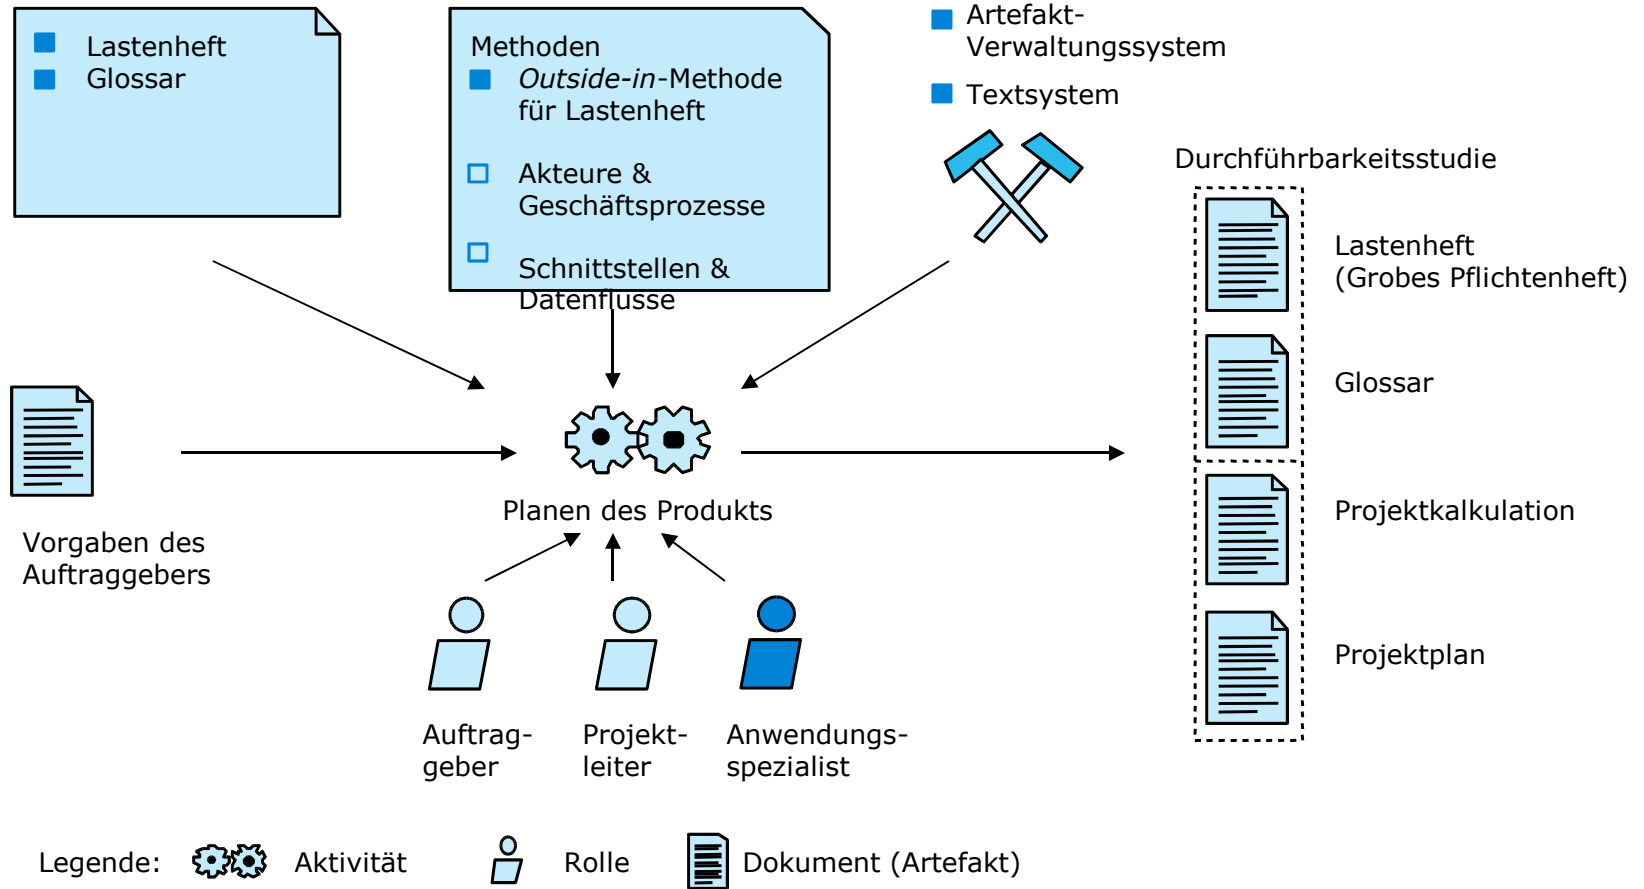 Lastenheft
Glossar
Methoden
Outside-in-Methode
für Lastenheft
Akteure &
Geschäftsprozesse
Schnittstellen &
Datenflüsse
Artefakt-
Verwaltungssystem
Textsystem
Durchführbarkeitsstudie
Lastenheft
(Grobes Pflichtenheft)
Glossar
Projektkalkulation
Projektplan
Vorgaben des
Auftraggebers
Planen des Produkts
Auftrag-
geber
Projekt-
leiter
Anwendungs-
spezialist
Legende:
Aktivität
Rolle
Dokument (Artefakt)